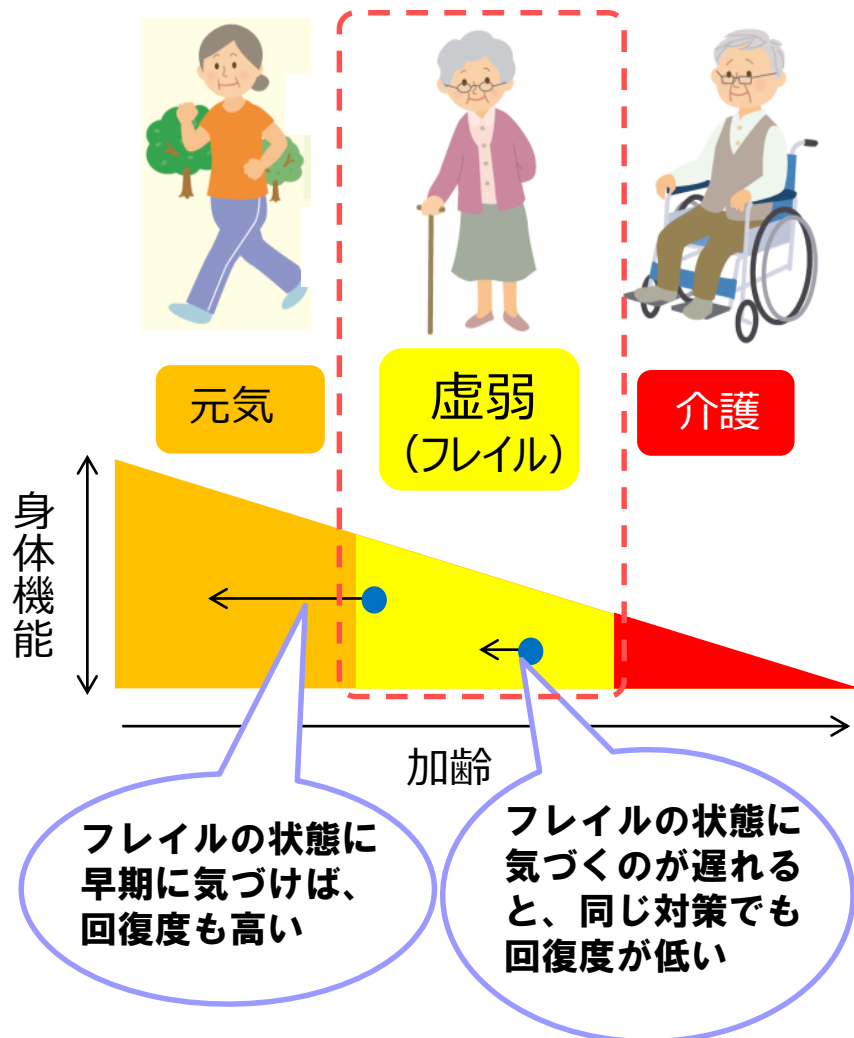 元気
虚弱
（フレイル）
介護
身体機能
加齢
フレイルの状態に
早期に気づけば、
回復度も高い
フレイルの状態に
気づくのが遅れる
と、同じ対策でも
回復度が低い